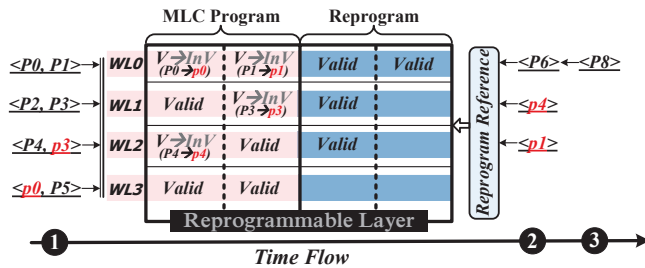 MLC Program Reprogram
<P0, P1> WL0 V→InV V→InV Valid Valid <P6> <P8>
(P0→p0) (P1→p1)
<P2, P3> WL1 Valid V→InV Valid <p4>
(P3→p3)
<P4, p3> WL2 V→InV Valid Valid <p1>
(P4→p4)
<p0, P5> WL3 Valid Valid
Reprogram Reference
Reprogrammable Layer
1 2 3
Time Flow